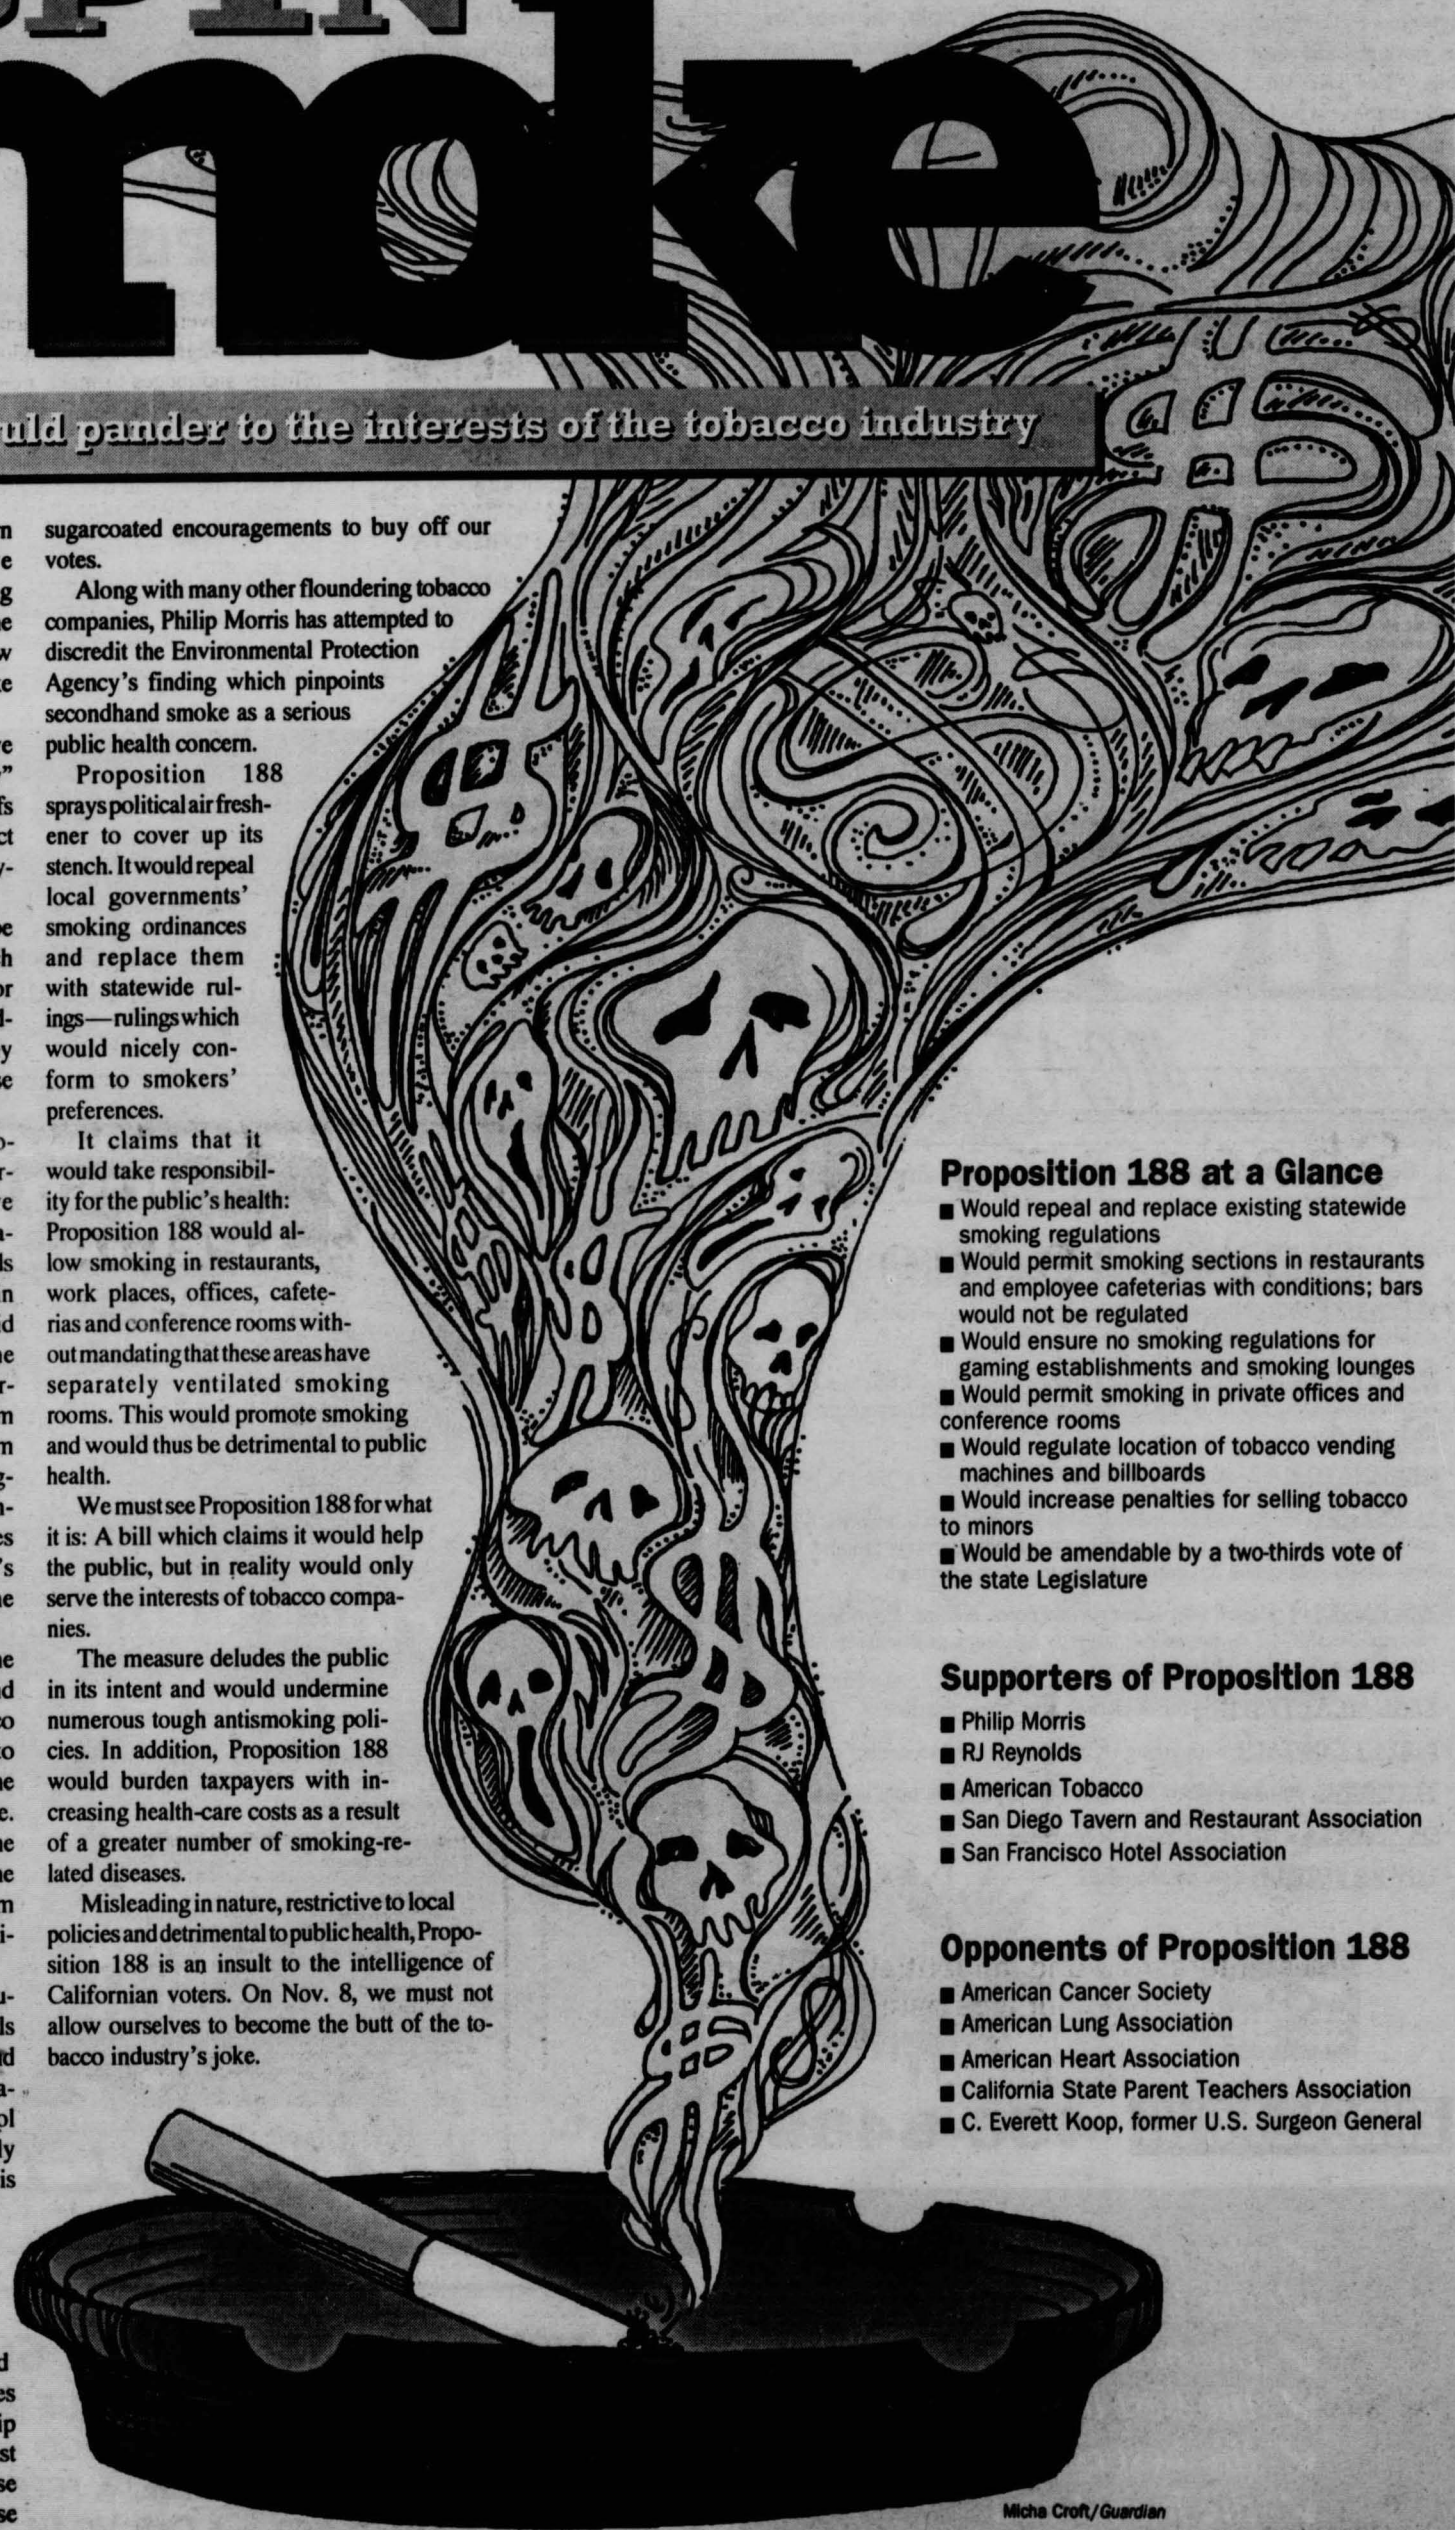 UP IN
moke
uld pander to the interests of the tobacco industry
sugarcoated encouragements to buy off our
votes.
Along with many other floundering tobacco
companies, Philip Morris has attempted to
discredit the Environmental Protection
Agency's finding which pinpoints
secondhand smoke as a serious
public health concern.
Proposition 188
sprays political air fresh-
ener to cover up its
stench. It would repeal
local governments'
smoking ordinances
and replace them
with statewide rul-
ings—rulings which
would nicely con-
form to smokers'
preferences.
It claims that it
would take responsibil-
ity for the public's health:
Proposition 188 would al-
low smoking in restaurants,
work places, offices, cafete-
rias and conference rooms with-
out mandating that these areas have
separately ventilated smoking
rooms. This would promote smoking
and would thus be detrimental to public
health.
We must see Proposition 188 for what
it is: A bill which claims it would help
the public, but in reality would only
serve the interests of tobacco compa-
nies.
The measure deludes the public
in its intent and would undermine
numerous tough antismoking poli-
cies. In addition, Proposition 188
would burden taxpayers with in-
creasing health-care costs as a result
of a greater number of smoking-re-
lated diseases.
Misleading in nature, restrictive to local
policies and detrimental to public health, Propo-
sition 188 is an insult to the intelligence of
Californian voters. On Nov. 8, we must not
allow ourselves to become the butt of the to-
bacco industry's joke.
Proposition 188 at a Glance
■ Would repeal and replace existing statewide
smoking regulations
■ Would permit smoking sections in restaurants
and employee cafeterias with conditions; bars
would not be regulated
■ Would ensure no smoking regulations for
gaming establishments and smoking lounges
■ Would permit smoking in private offices and
conference rooms
■ Would regulate location of tobacco vending
machines and billboards
■ Would increase penalties for selling tobacco
to minors
■ Would be amendable by a two-thirds vote of
the state Legislature
Supporters of Proposition 188
■ Philip Morris
■ RJ Reynolds
■ American Tobacco
■ San Diego Tavern and Restaurant Association
■ San Francisco Hotel Association
Opponents of Proposition 188
■ American Cancer Society
■ American Lung Association
■ American Heart Association
■ California State Parent Teachers Association
■ C. Everett Koop, former U.S. Surgeon General
Micha Croft/Guardian